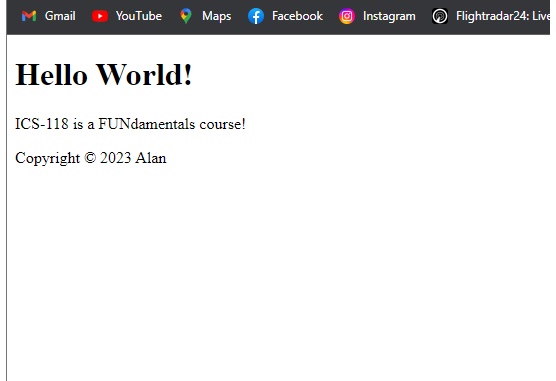 Gmail YouTube Maps Facebook Instagram Flightradar24: Live
Hello World!
ICS-118 is a FUNdamentals course!
Copyright © 2023 Alan